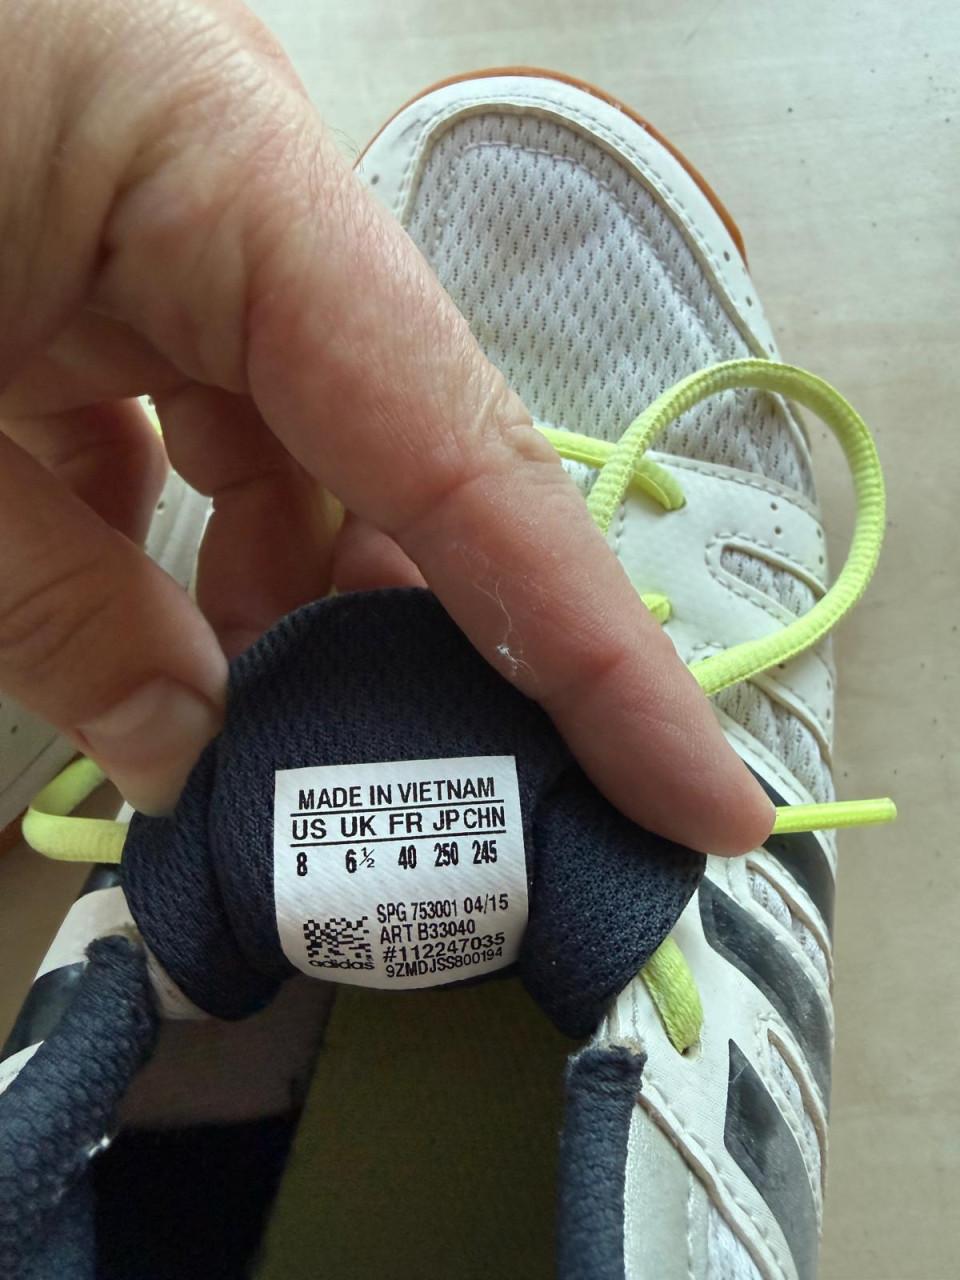 MADE IN VIETNAM
US UK FR JP CHN
8 6½ 40 250 245
SPG 753001 04/15
ART B33040
#112247035
9ZMDJSS800194
adidas